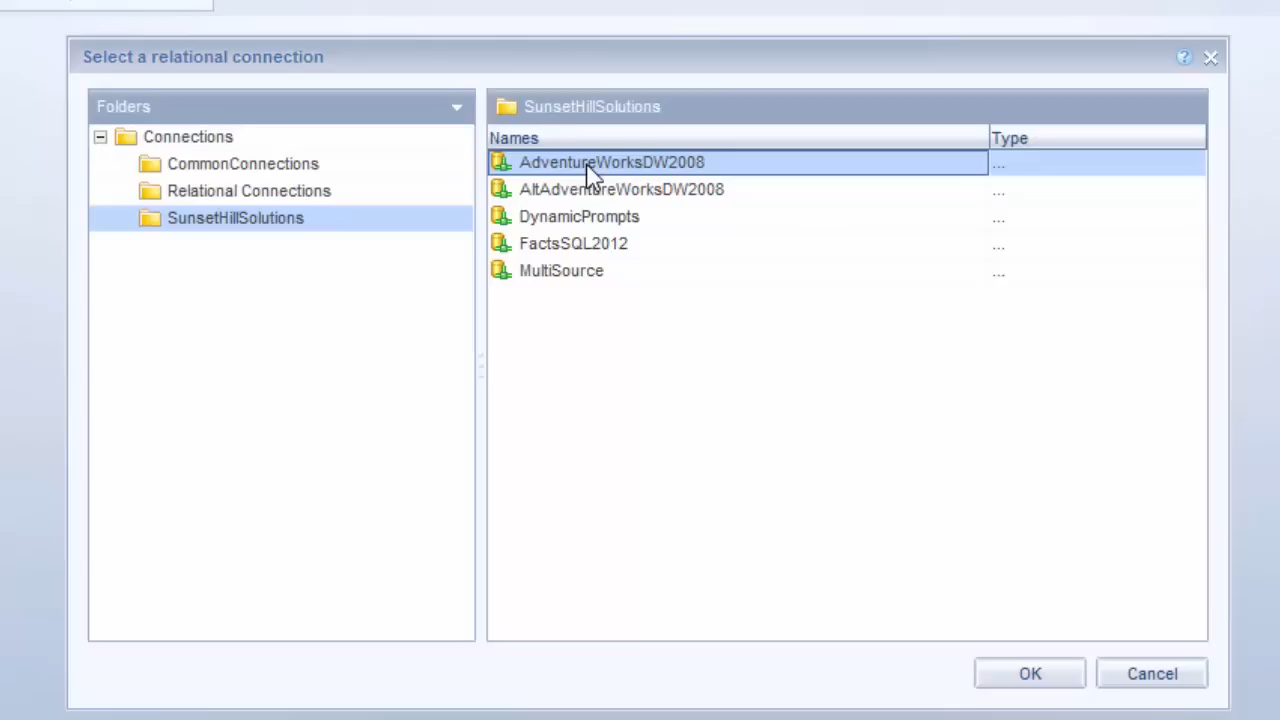 Select a relational connection
Folders
Connections
CommonConnections
Relational Connections
SunsetHillSolutions
SunsetHillSolutions
Names Type
AdventureWorksDW2008 ...
AltAdventureWorksDW2008 ...
DynamicPrompts ...
FactsSQL2012 ...
MultiSource ...
OK Cancel